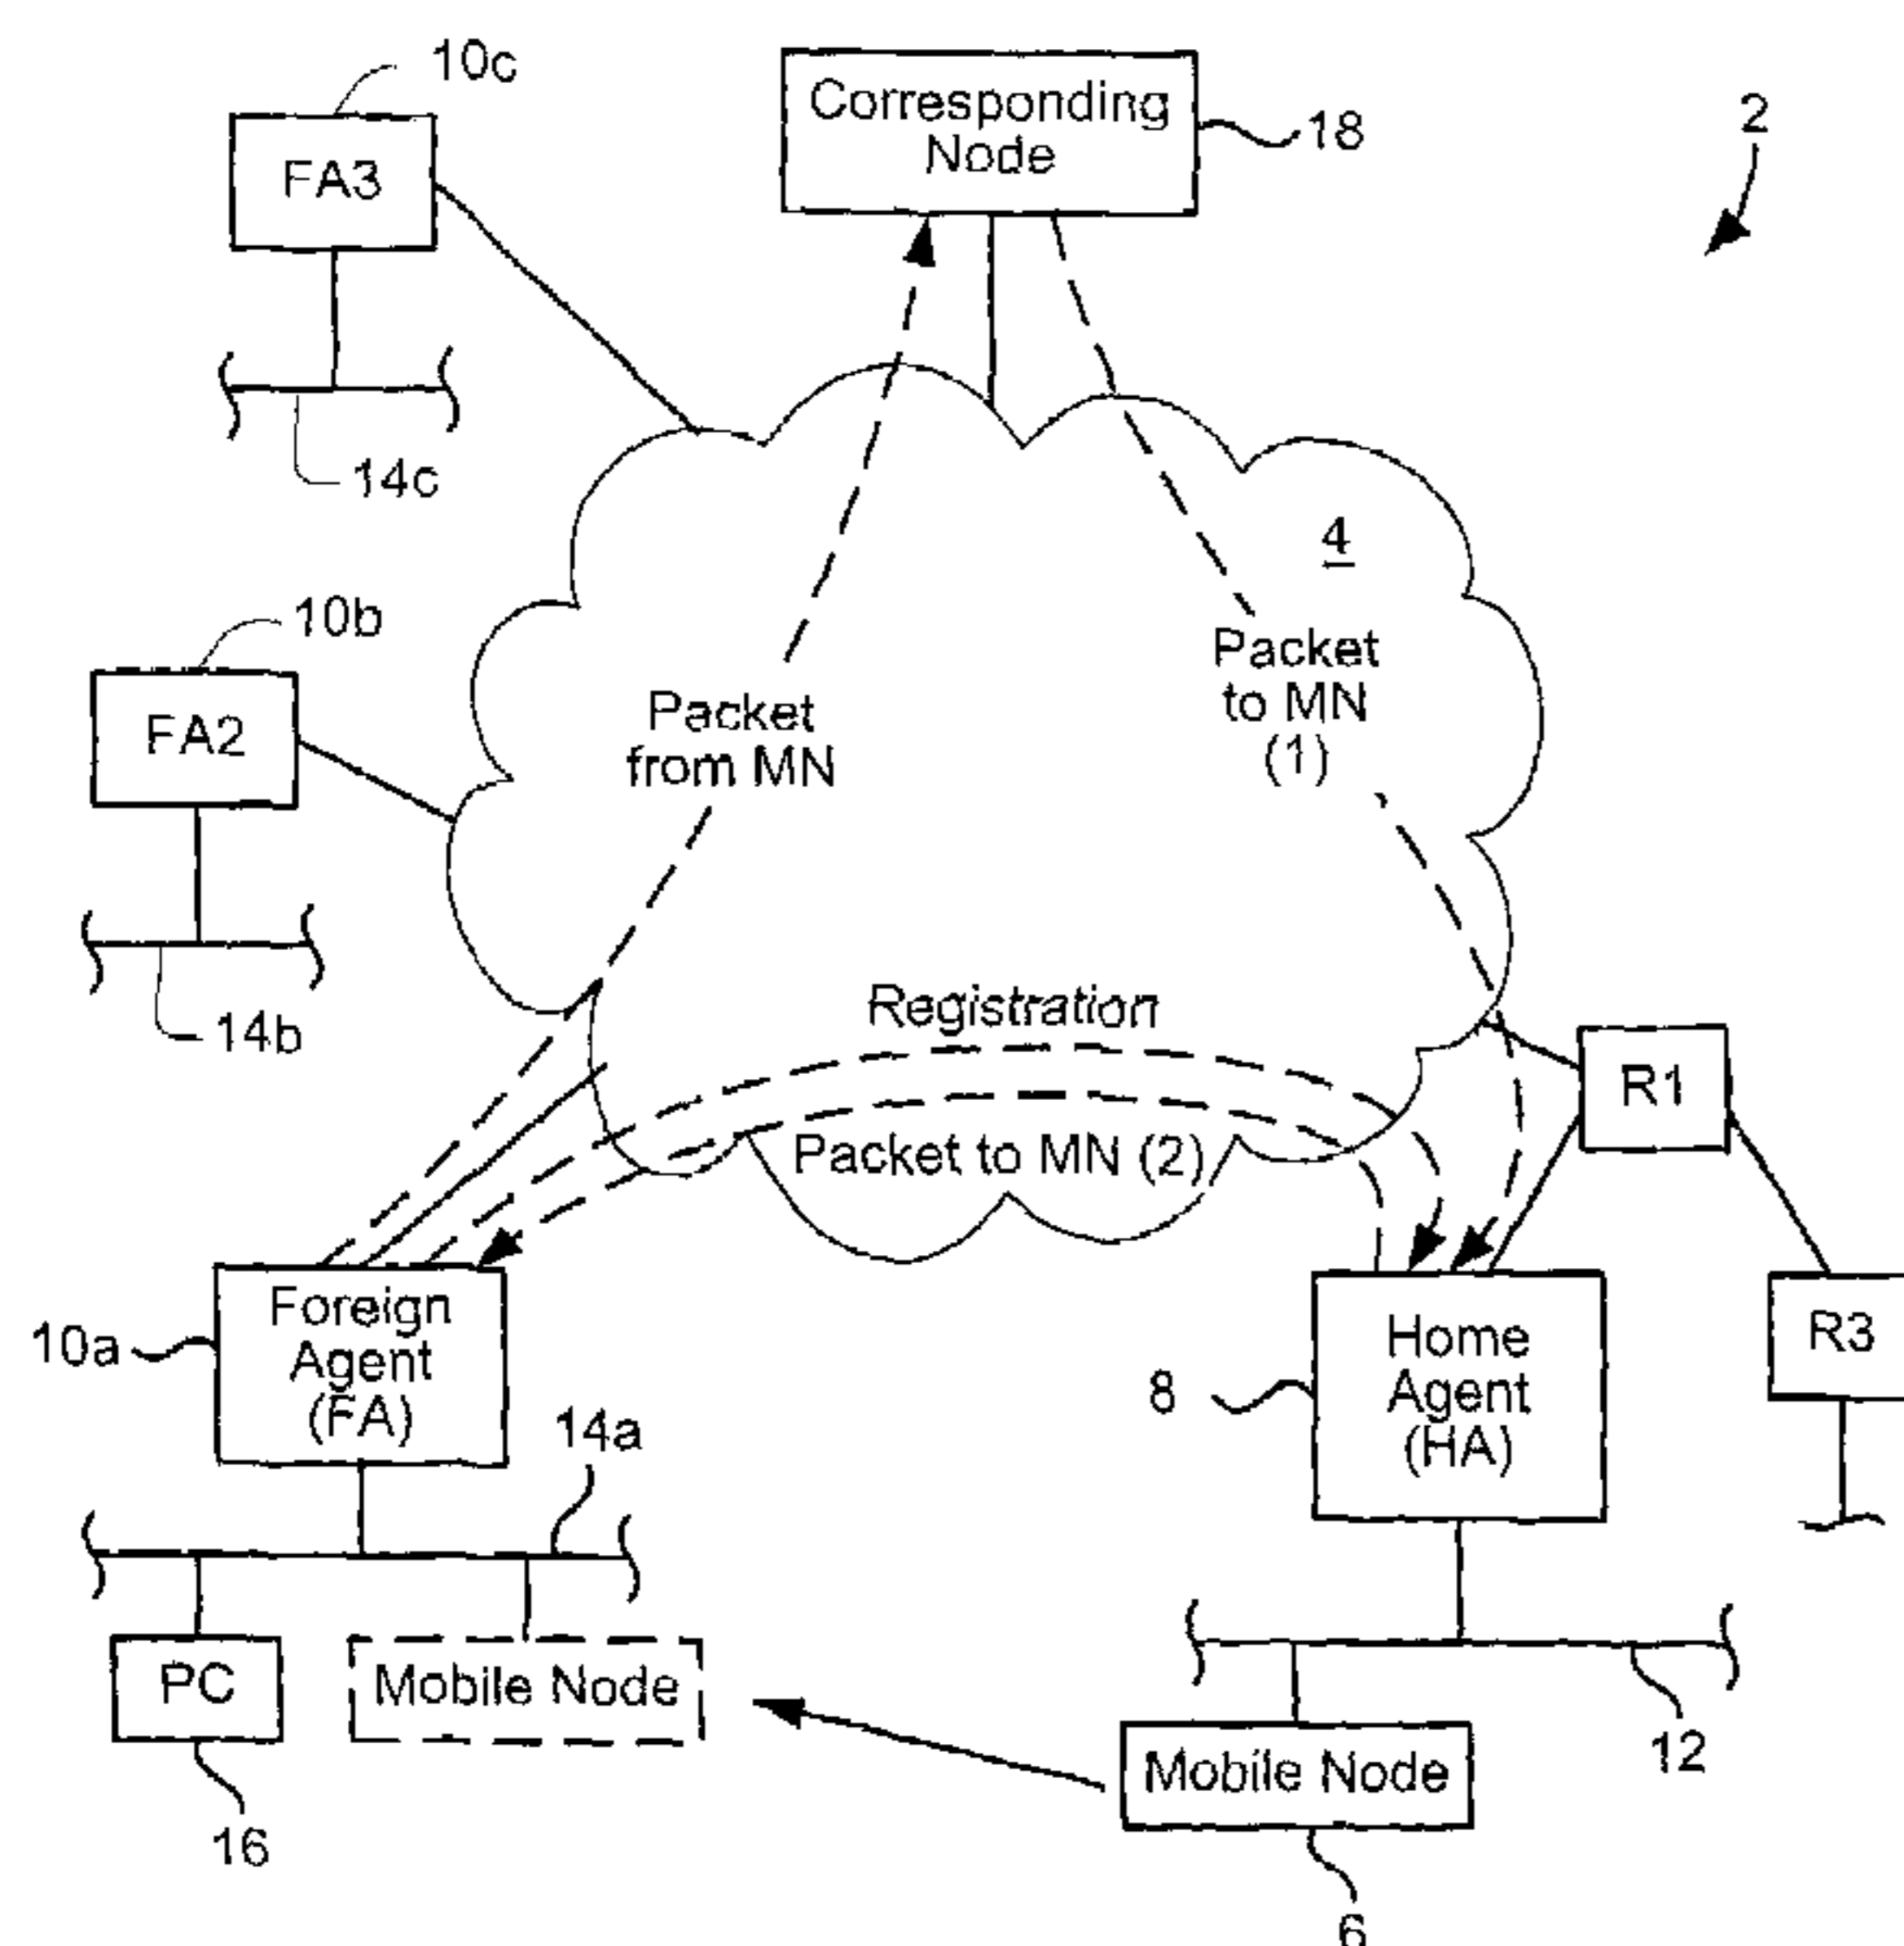 10c
FA3
14c
Corresponding
Node
18
2
10b
FA2
14b
4
Packet
to MN
(1)
Packet
from MN
Registration
Packet to MN (2)
R1
R3
10a
Foreign
Agent
(FA)
14a
8
Home
Agent
(HA)
PC
16
Mobile Node
12
Mobile Node
6